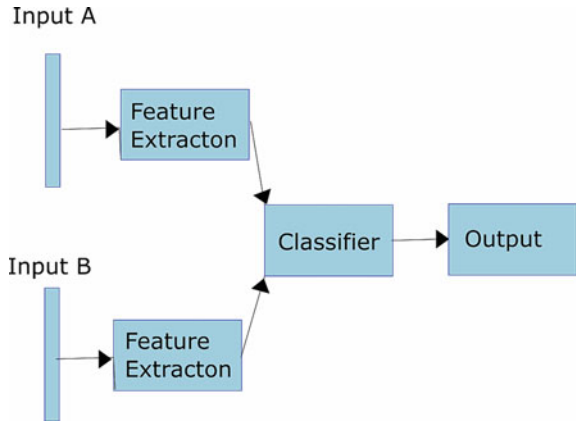 Input A
Feature
Extracton
Classifier
Output
Input B
Feature
Extracton